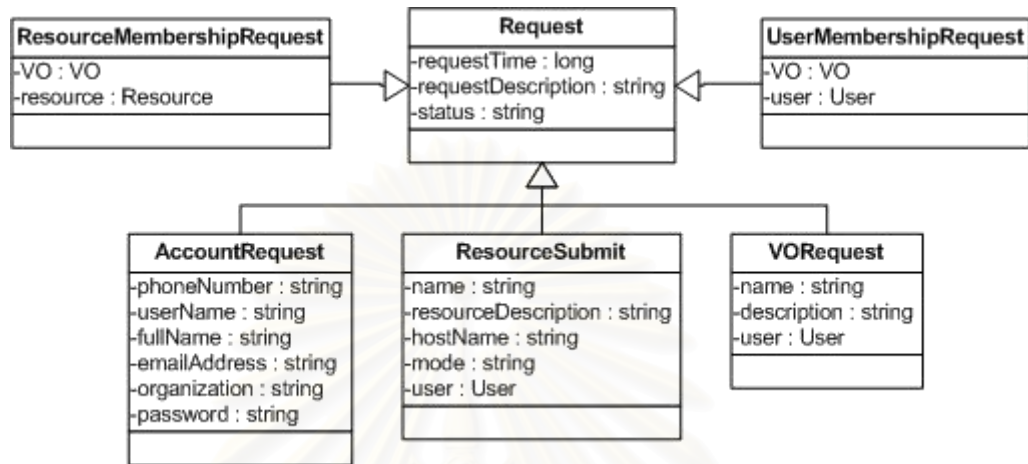 ResourceMembershipRequest
-VO : VO
-resource : Resource
Request
-requestTime : long
-requestDescription : string
-status : string
UserMembershipRequest
-VO : VO
-user : User
AccountRequest
-phoneNumber : string
-userName : string
-fullName : string
-emailAddress : string
-organization : string
-password : string
ResourceSubmit
-name : string
-resourceDescription : string
-hostName : string
-mode : string
-user : User
VORequest
-name : string
-description : string
-user : User